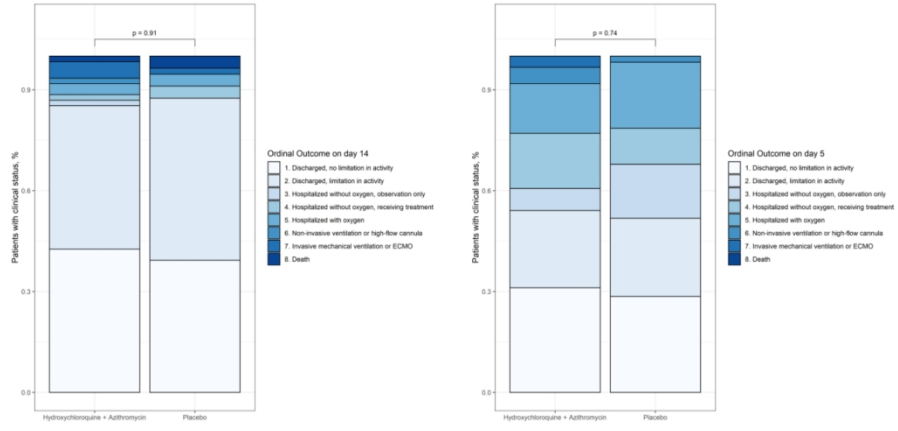 p = 0.91
0.9
0.6
0.3
0.0
Patients with clinical status, %
Hydroxychloroquine + Azithromycin
Placebo
Ordinal Outcome on day 14
1. Discharged, no limitation in activity
2. Discharged, limitation in activity
3. Hospitalized without oxygen, observation only
4. Hospitalized without oxygen, receiving treatment
5. Hospitalized with oxygen
6. Non-invasive ventilation or high-flow cannula
7. Invasive mechanical ventilation or ECMO
8. Death
p = 0.74
0.9
0.6
0.3
0.0
Patients with clinical status, %
Hydroxychloroquine + Azithromycin
Placebo
Ordinal Outcome on day 5
1. Discharged, no limitation in activity
2. Discharged, limitation in activity
3. Hospitalized without oxygen, observation only
4. Hospitalized without oxygen, receiving treatment
5. Hospitalized with oxygen
6. Non-invasive ventilation or high-flow cannula
7. Invasive mechanical ventilation or ECMO
8. Death